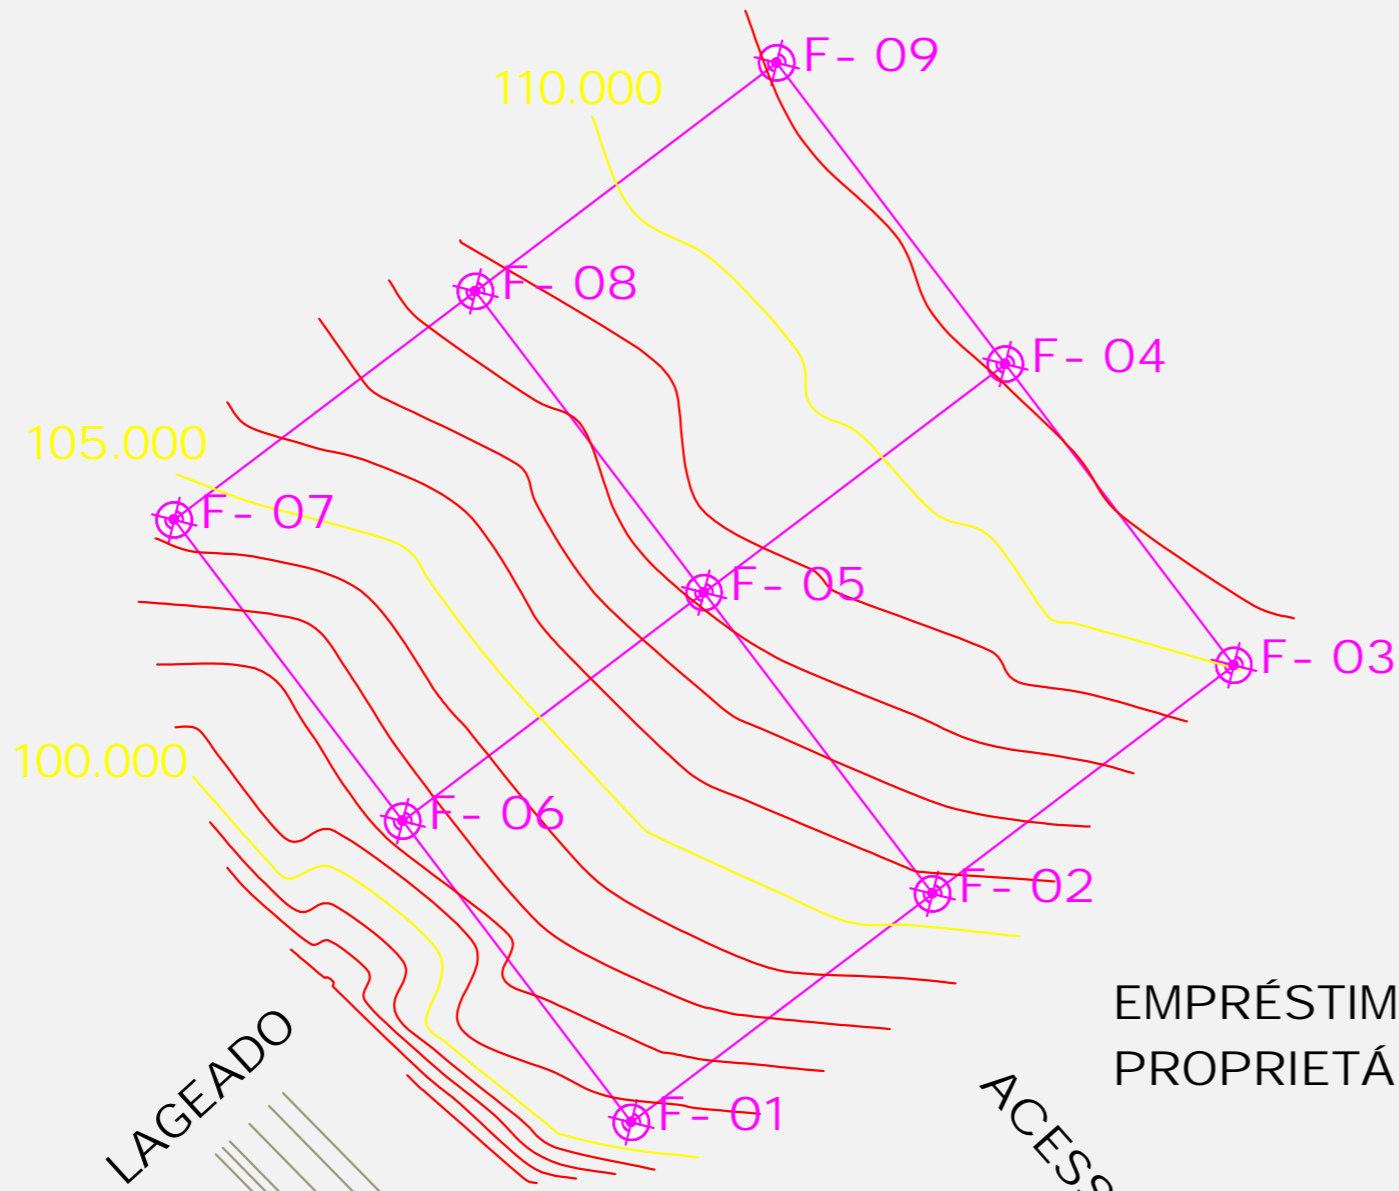 F- 09
110.000
F- 08
F- 04
105.000
F- 07
F- 05
F- 03
100.000
F- 06
F- 02
EMPRÉSTIM
PROPRIETÁ
LAGEADO
ACESS
F- 01